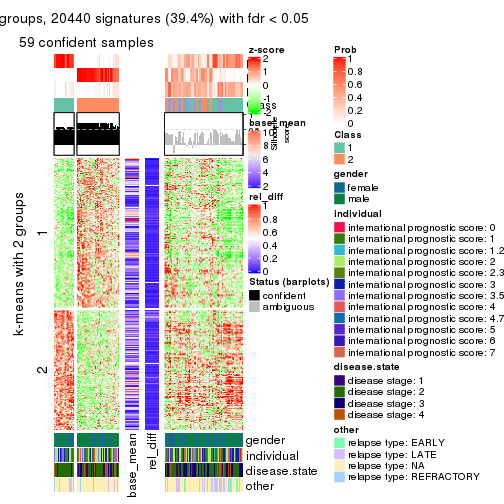 groups, 20440 signatures (39.4%) with fdr < 0.05
59 confident samples
k-means with 2 groups
1
2
base_mean
rel_diff
gender
individual
disease.state
other
z-score
2
1
0
-1
-2
base_mean
10
8
6
4
2
Silhouette
score
rel_diff
1
0.8
0.6
0.4
0.2
0
Status (barplots)
confident
ambiguous
Prob
1
0.8
0.6
0.4
0.2
0
Class
1
2
gender
female
male
individual
international prognostic score: 0
international prognostic score: 1
international prognostic score: 1.2
international prognostic score: 2
international prognostic score: 2.3
international prognostic score: 3
international prognostic score: 3.5
international prognostic score: 4
international prognostic score: 4.7
international prognostic score: 5
international prognostic score: 6
international prognostic score: 7
disease.state
disease stage: 1
disease stage: 2
disease stage: 3
disease stage: 4
other
relapse type: EARLY
relapse type: LATE
relapse type: NA
relapse type: REFRACTORY